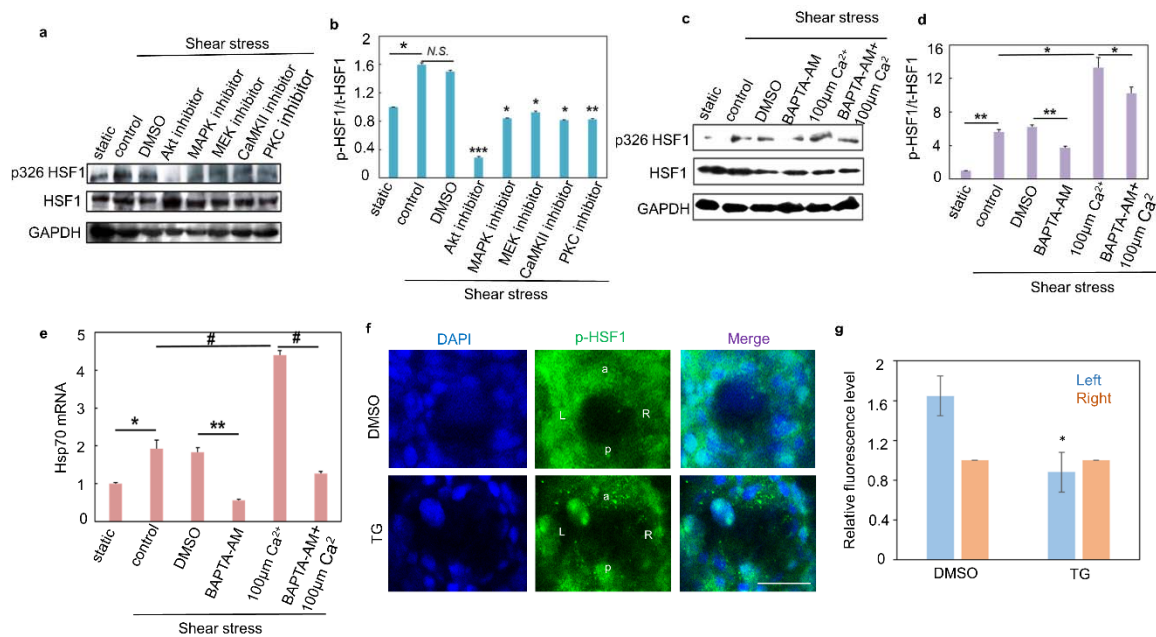 a
Shear stress
static
control
DMSO
Akt inhibitor
MAPK inhibitor
MEK inhibitor
CaMKII inhibitor
PKC inhibitor
p326 HSF1
HSF1
GAPDH
b
p-HSF1/t-HSF1
1.6
1.2
0.8
0.4
0
*
N.S.
***
*
*
*
**
static
control
DMSO
Akt inhibitor
MAPK inhibitor
MEK inhibitor
CaMKII inhibitor
PKC inhibitor
Shear stress
c
Shear stress
static
control
DMSO
BAPTA-AM
100μm Ca²⁺
BAPTA-AM+
100μm Ca²
p326 HSF1
HSF1
GAPDH
d
p-HSF1/t-HSF1
16
12
8
4
0
**
**
*
*
static
control
DMSO
BAPTA-AM
100μm Ca²⁺
BAPTA-AM+
100μm Ca²
Shear stress
e
Hsp70 mRNA
5
4
3
2
1
0
*
**
#
#
static
control
DMSO
BAPTA-AM
100μm Ca²⁺
BAPTA-AM+
100μm Ca²
Shear stress
f
DAPI
p-HSF1
Merge
DMSO
a
L
R
p
TG
a
L
R
p
g
Relative fluorescence level
2
1.6
1.2
0.8
0.4
0
Left
Right
*
DMSO
TG